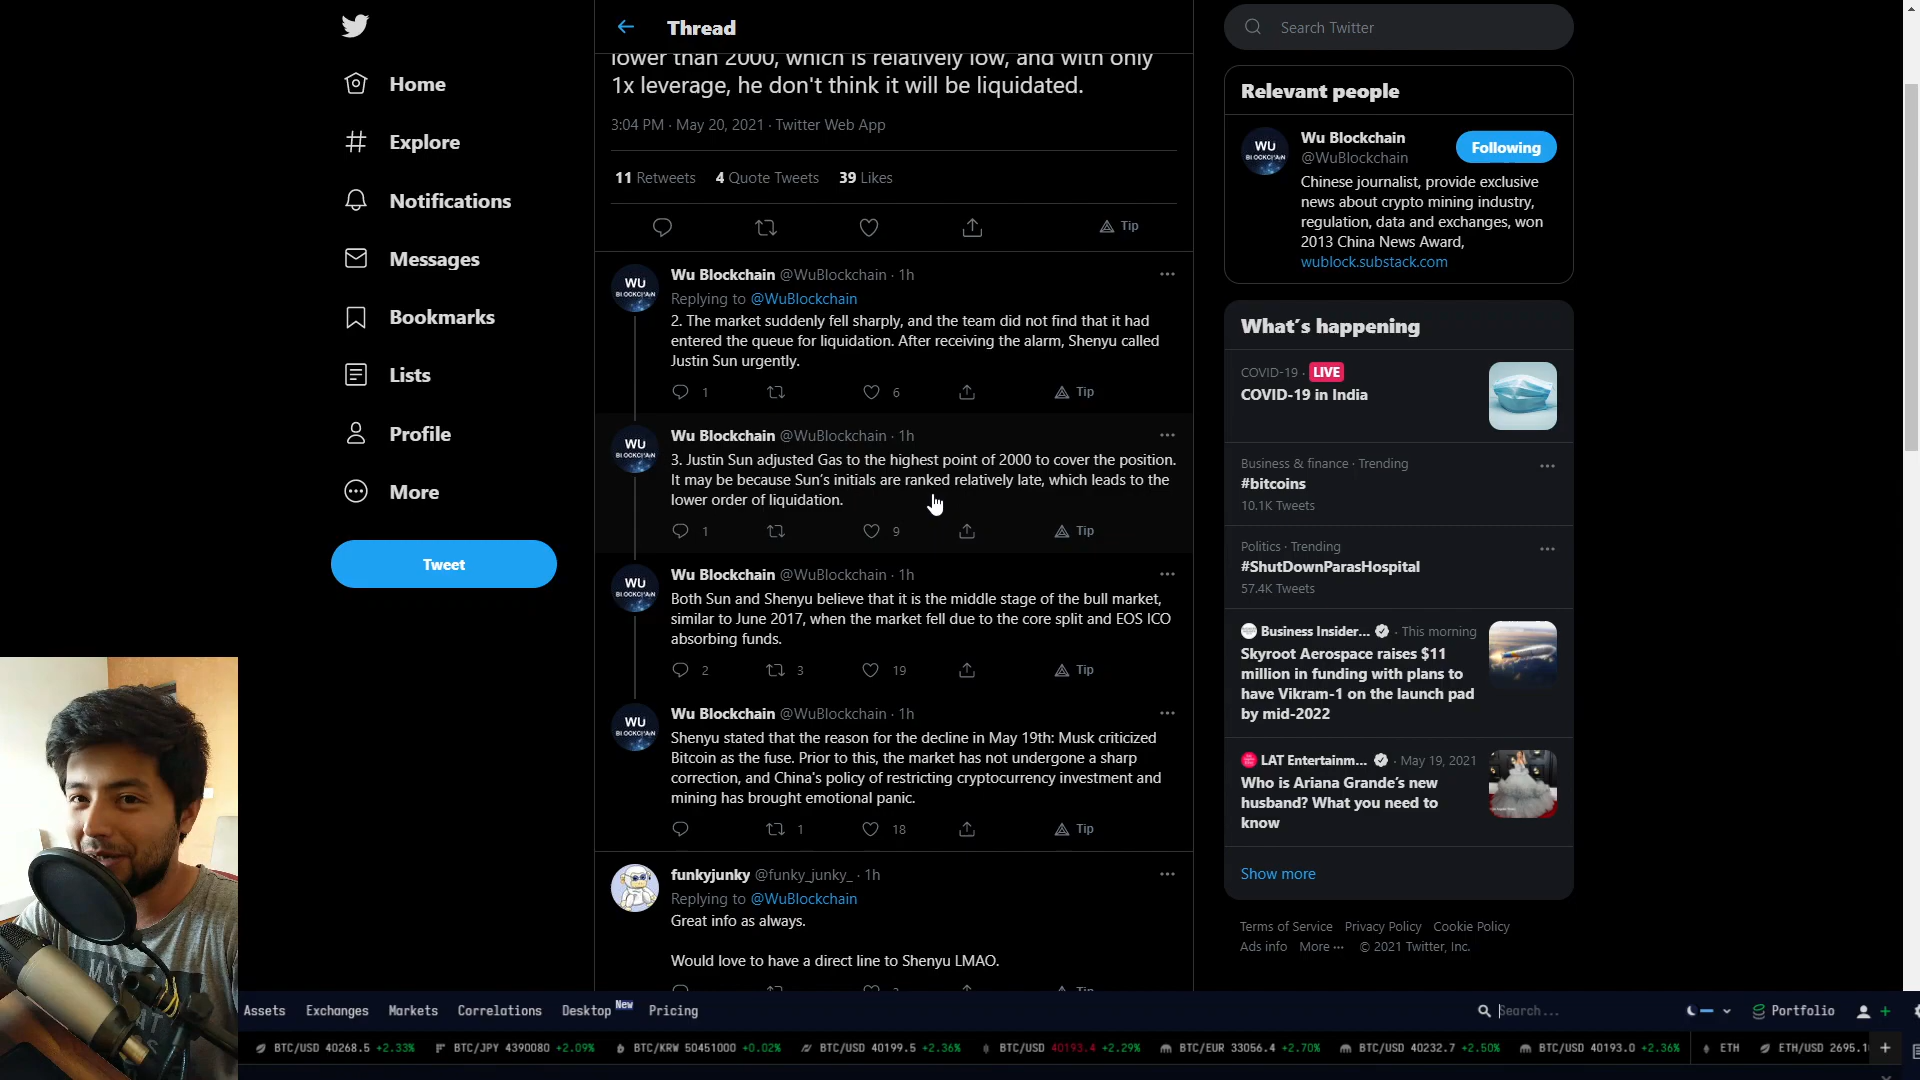 Home
Explore
Notifications
Messages
Bookmarks
Lists
Profile
More
Tweet
Thread
lower than 2000, which is relatively low, and with only
1x leverage, he don't think it will be liquidated.
3:04 PM · May 20, 2021 · Twitter Web App
11 Retweets 4 Quote Tweets 39 Likes
Tip
WU
BLOCKCHAIN
Wu Blockchain @WuBlockchain · 1h
Replying to @WuBlockchain
2. The market suddenly fell sharply, and the team did not find that it had
entered the queue for liquidation. After receiving the alarm, Shenyu called
Justin Sun urgently.
1 6 Tip
WU
BLOCKCHAIN
Wu Blockchain @WuBlockchain · 1h
3. Justin Sun adjusted Gas to the highest point of 2000 to cover the position.
It may be because Sun's initials are ranked relatively late, which leads to the
lower order of liquidation.
1 9 Tip
WU
BLOCKCHAIN
Wu Blockchain @WuBlockchain · 1h
Both Sun and Shenyu believe that it is the middle stage of the bull market,
similar to June 2017, when the market fell due to the core split and EOS ICO
absorbing funds.
2 3 19 Tip
WU
BLOCKCHAIN
Wu Blockchain @WuBlockchain · 1h
Shenyu stated that the reason for the decline in May 19th: Musk criticized
Bitcoin as the fuse. Prior to this, the market has not undergone a sharp
correction, and China's policy of restricting cryptocurrency investment and
mining has brought emotional panic.
1 18 Tip
funkyjunky @funky_junky_ · 1h
Replying to @WuBlockchain
Great info as always.
Would love to have a direct line to Shenyu LMAO.
Search Twitter
Relevant people
WU
BLOCKCHAIN
Wu Blockchain
@WuBlockchain
Following
Chinese journalist, provide exclusive
news about crypto mining industry,
regulation, data and exchanges, won
2013 China News Award,
wublock.substack.com
What's happening
COVID-19 · LIVE
COVID-19 in India
Business & finance · Trending
#bitcoins
10.1K Tweets
Politics · Trending
#ShutDownParasHospital
57.4K Tweets
Business Insider... · This morning
Skyroot Aerospace raises $11
million in funding with plans to
have Vikram-1 on the launch pad
by mid-2022
LAT Entertainm... · May 19, 2021
Who is Ariana Grande's new
husband? What you need to
know
Show more
Terms of Service Privacy Policy Cookie Policy
Ads info More ··· © 2021 Twitter, Inc.
Assets Exchanges Markets Correlations Desktop New Pricing Search... Portfolio
BTC/USD 40268.5 +2.33% BTC/JPY 4390080 +2.09% BTC/KRW 50451000 +0.02% BTC/USD 40199.5 +2.36% BTC/USD 40193.4 +2.29% BTC/EUR 33056.4 +2.70% BTC/USD 40232.7 +2.50% BTC/USD 40193.0 +2.36% ETH ETH/USD 2695.1